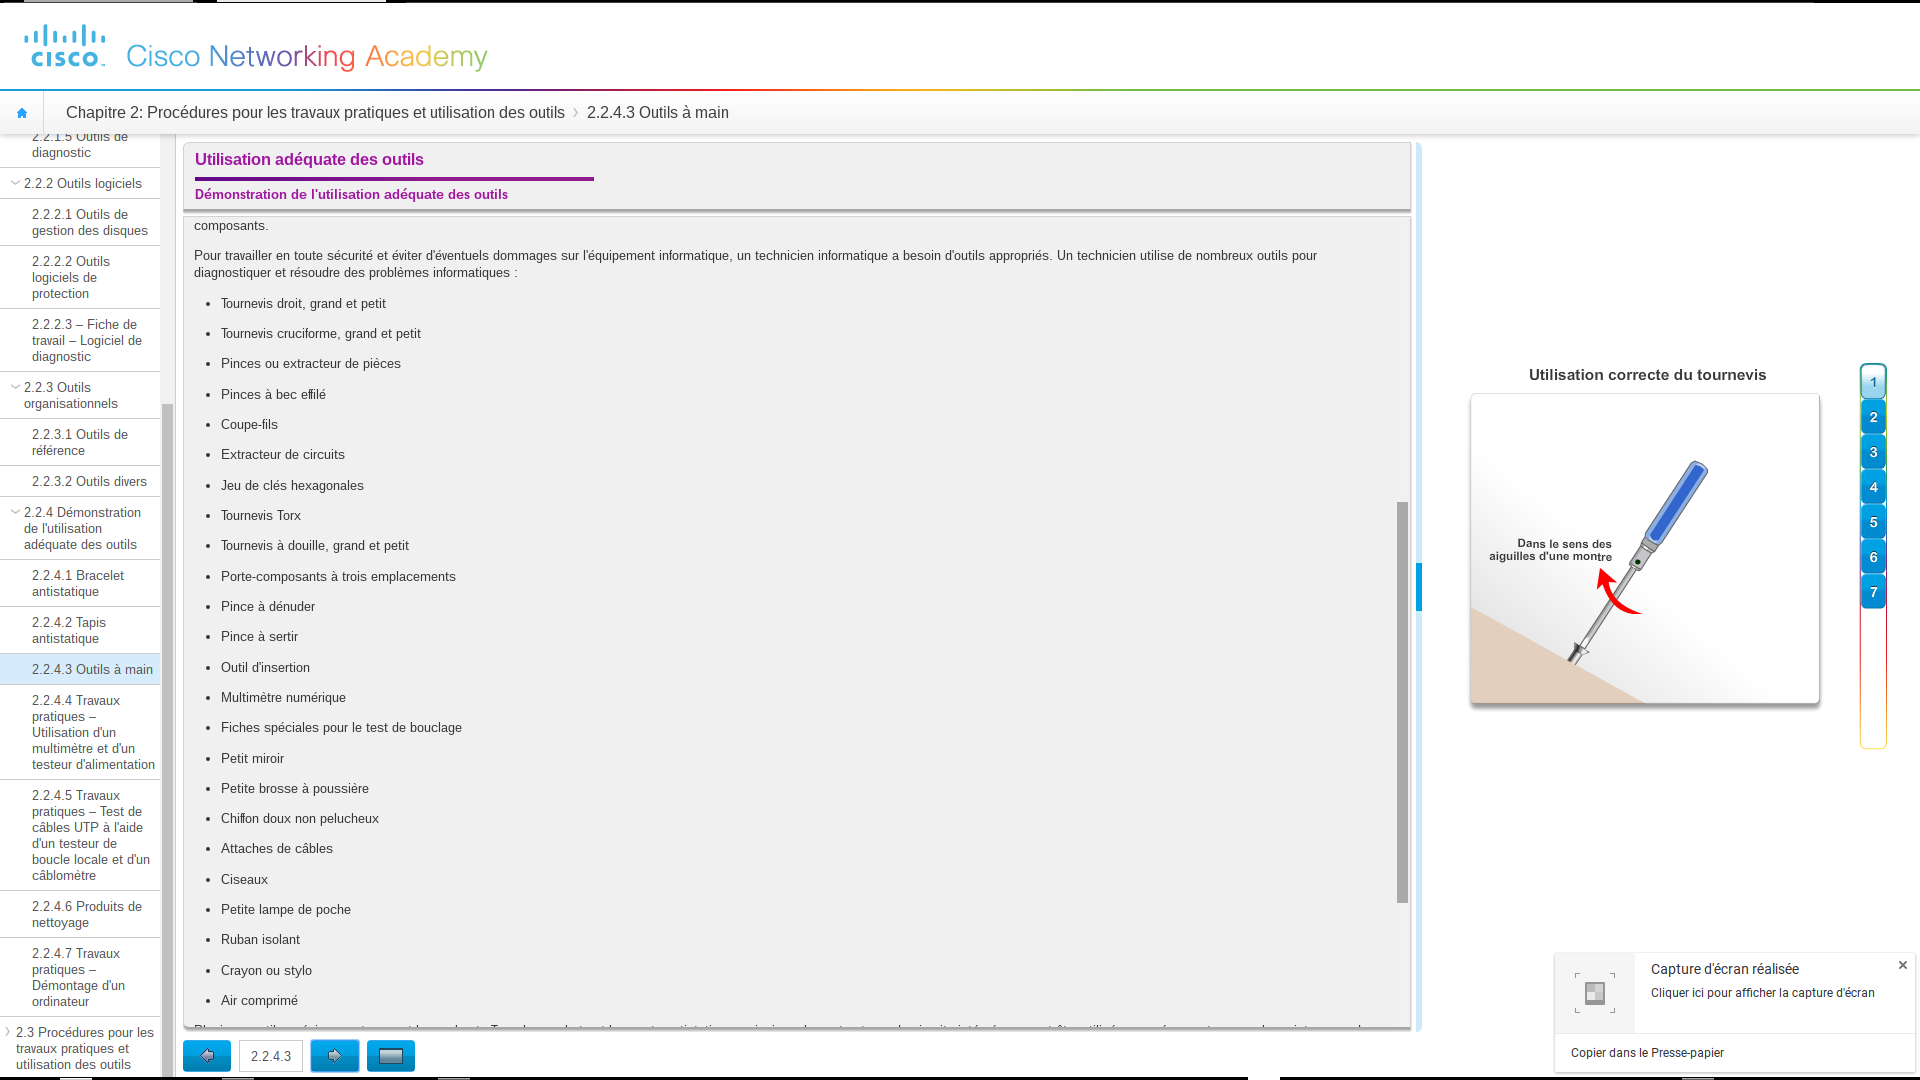 CISCO
Cisco Networking Academy
Chapitre 2: Procédures pour les travaux pratiques et utilisation des outils
2.2.4.3 Outils à main
2.2.1.5 Outils de
diagnostic
2.2.2 Outils logiciels
2.2.2.1 Outils de
gestion des disques
2.2.2.2 Outils
logiciels de
protection
2.2.2.3 – Fiche de
travail – Logiciel de
diagnostic
2.2.3 Outils
organisationnels
2.2.3.1 Outils de
référence
2.2.3.2 Outils divers
2.2.4 Démonstration
de l'utilisation
adéquate des outils
2.2.4.1 Bracelet
antistatique
2.2.4.2 Tapis
antistatique
2.2.4.3 Outils à main
2.2.4.4 Travaux
pratiques –
Utilisation d'un
multimètre et d'un
testeur d'alimentation
2.2.4.5 Travaux
pratiques – Test de
câbles UTP à l'aide
d'un testeur de
boucle locale et d'un
câblomètre
2.2.4.6 Produits de
nettoyage
2.2.4.7 Travaux
pratiques –
Démontage d'un
ordinateur
2.3 Procédures pour les
travaux pratiques et
utilisation des outils
Utilisation adéquate des outils
Démonstration de l'utilisation adéquate des outils
composants.
Pour travailler en toute sécurité et éviter d'éventuels dommages sur l'équipement informatique, un technicien informatique a besoin d'outils appropriés. Un technicien utilise de nombreux outils pour
diagnostiquer et résoudre des problèmes informatiques :
• Tournevis droit, grand et petit
• Tournevis cruciforme, grand et petit
• Pinces ou extracteur de pièces
• Pinces à bec effilé
• Coupe-fils
• Extracteur de circuits
• Jeu de clés hexagonales
• Tournevis Torx
• Tournevis à douille, grand et petit
• Porte-composants à trois emplacements
• Pince à dénuder
• Pince à sertir
• Outil d'insertion
• Multimètre numérique
• Fiches spéciales pour le test de bouclage
• Petit miroir
• Petite brosse à poussière
• Chiffon doux non pelucheux
• Attaches de câbles
• Ciseaux
• Petite lampe de poche
• Ruban isolant
• Crayon ou stylo
• Air comprimé
2.2.4.3
Utilisation correcte du tournevis
Dans le sens des
aiguilles d'une montre
1
2
3
4
5
6
7
Capture d'écran réalisée
Cliquer ici pour afficher la capture d'écran
Copier dans le Presse-papier